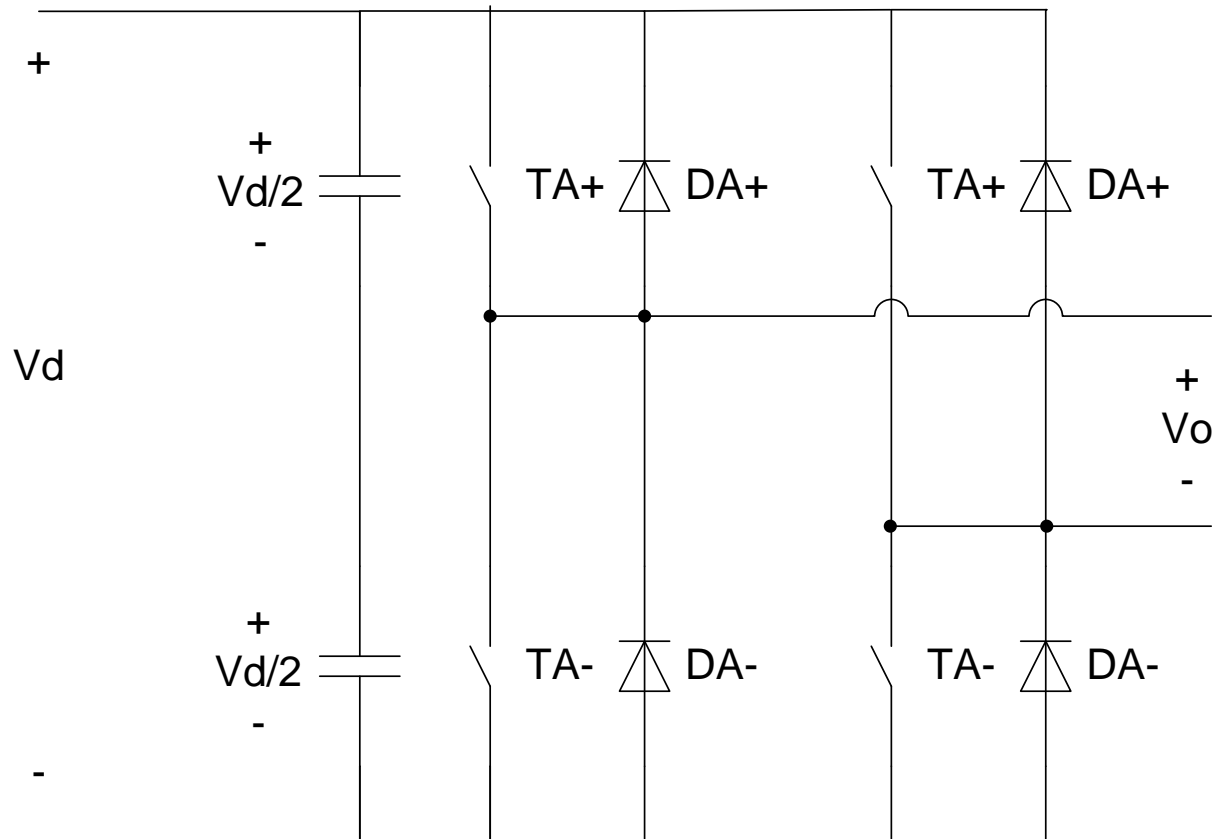 +
+
Vd/2
-
TA+ DA+ TA+ DA+
Vd
+
Vo
-
+
Vd/2
-
TA- DA- TA- DA-
-